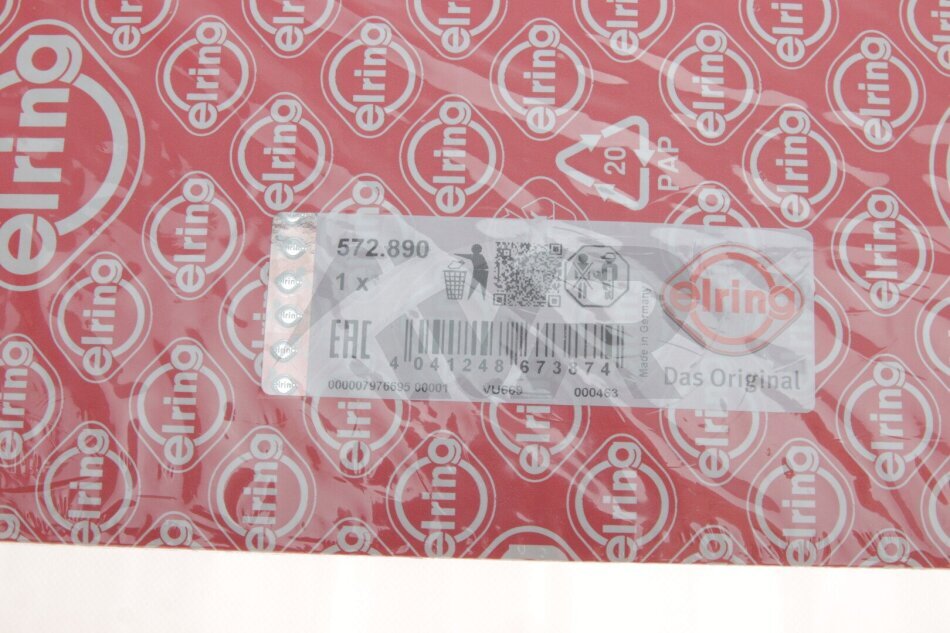 572.890
1 x
EAC
4 041248 673874
000007976695 00001 VU669 000463
Made in Germany
elring
Das Original
20
PAP
elring